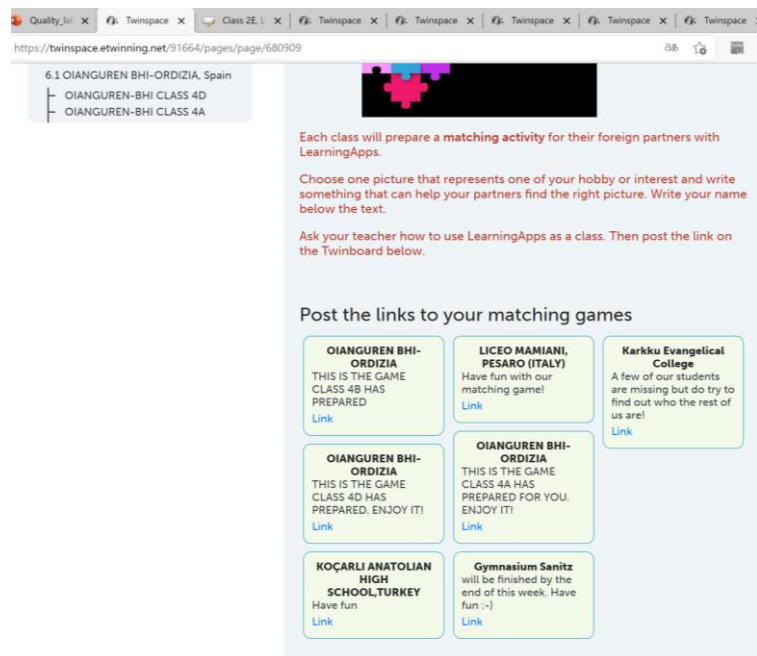 Quality_lal
Twinspace
Class 2E, L
Twinspace
Twinspace
Twinspace
Twinspace
Twinspace
https://twinspace.etwinning.net/91664/pages/page/680909
6.1 OIANGUREN BHI-ORDIZIA, Spain
OIANGUREN-BHI CLASS 4D
OIANGUREN-BHI CLASS 4A
Each class will prepare a matching activity for their foreign partners with
LearningApps.
Choose one picture that represents one of your hobby or interest and write
something that can help your partners find the right picture. Write your name
below the text.
Ask your teacher how to use LearningApps as a class. Then post the link on
the Twinboard below.
Post the links to your matching games
OIANGUREN BHI-
ORDIZIA
THIS IS THE GAME
CLASS 4B HAS
PREPARED
Link
LICEO MAMIANI,
PESARO (ITALY)
Have fun with our
matching game!
Link
Karkku Evangelical
College
A few of our students
are missing but do try to
find out who the rest of
us are!
Link
OIANGUREN BHI-
ORDIZIA
THIS IS THE GAME
CLASS 4D HAS
PREPARED. ENJOY IT!
Link
OIANGUREN BHI-
ORDIZIA
THIS IS THE GAME
CLASS 4A HAS
PREPARED FOR YOU.
ENJOY IT!
Link
KOÇARLI ANATOLIAN
HIGH
SCHOOL,TURKEY
Have fun
Link
Gymnasium Sanitz
will be finished by the
end of this week. Have
fun :-)
Link